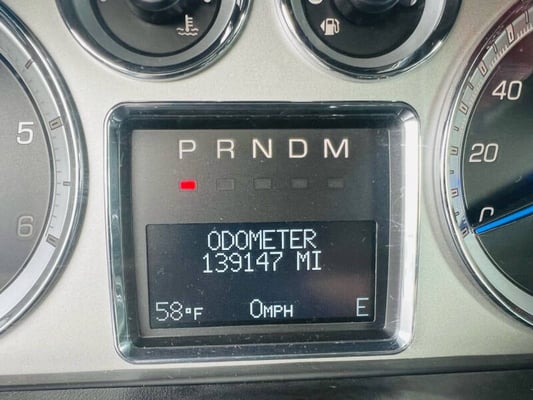 P R N D M
5
6
40
20
ODOMETER
139147 MI
58°F 0MPH E